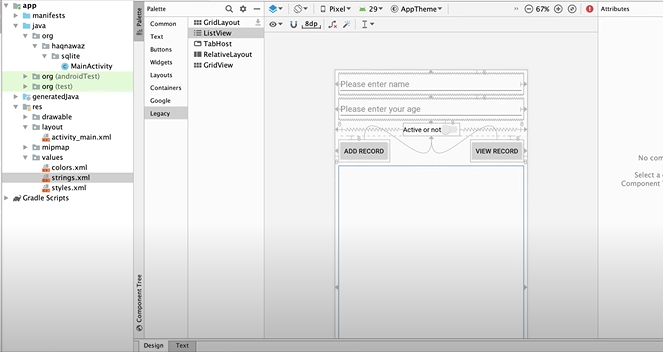 app
manifests
java
org
haqnawaz
sqlite
MainActivity
org (androidTest)
org (test)
generatedJava
res
drawable
layout
activity_main.xml
mipmap
values
colors.xml
strings.xml
styles.xml
Gradle Scripts
Palette
Component Tree
Palette
Common
Text
Buttons
Widgets
Layouts
Containers
Google
Legacy
GridLayout
ListView
TabHost
RelativeLayout
GridView
Pixel
29
AppTheme
67%
8dp
Please enter name
Please enter your age
Active or not
ADD RECORD
VIEW RECORD
Attributes
No com
Select a c
Component T
Design
Text